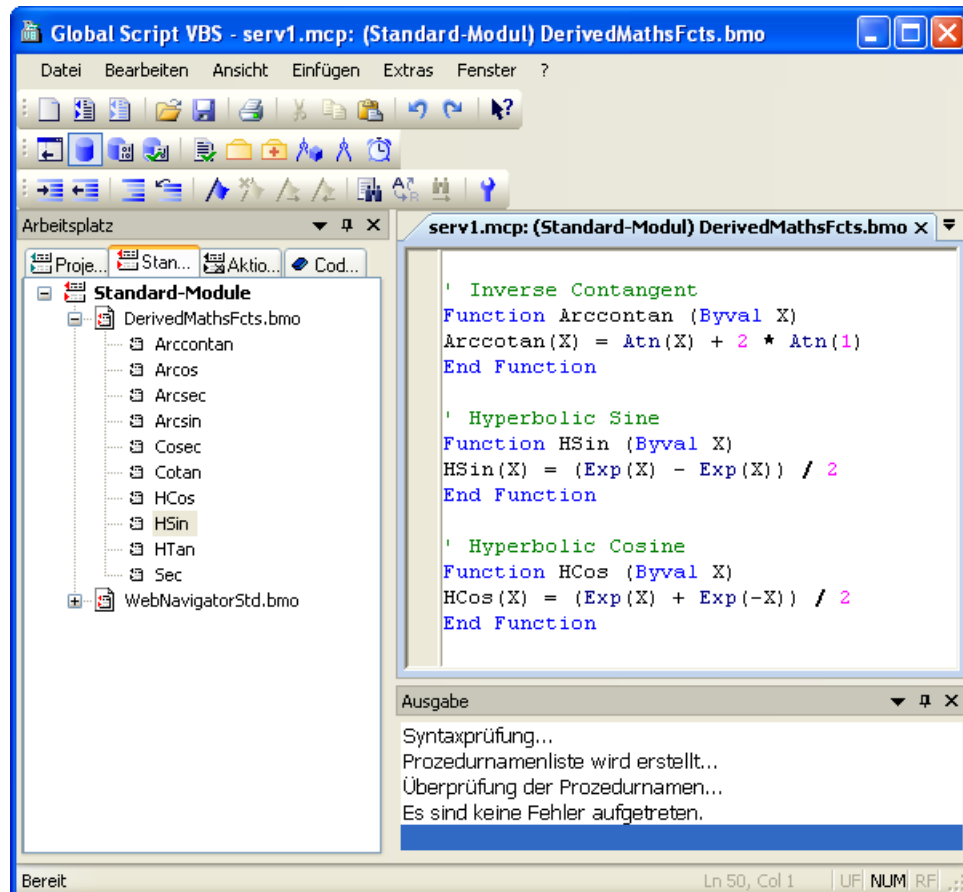 Global Script VBS - serv1.mcp: (Standard-Modul) DerivedMathsFcts.bmo
Datei Bearbeiten Ansicht Einfügen Extras Fenster ?
Arbeitsplatz
Proje... Stan... Aktio... Cod...
Standard-Module
DerivedMathsFcts.bmo
Arccontan
Arcos
Arcsec
Arcsin
Cosec
Cotan
HCos
HSin
HTan
Sec
WebNavigatorStd.bmo
serv1.mcp: (Standard-Modul) DerivedMathsFcts.bmo
' Inverse Contangent
Function Arccontan (Byval X)
Arccotan(X) = Atn(X) + 2 * Atn(1)
End Function
' Hyperbolic Sine
Function HSin (Byval X)
HSin(X) = (Exp(X) - Exp(X)) / 2
End Function
' Hyperbolic Cosine
Function HCos (Byval X)
HCos(X) = (Exp(X) + Exp(-X)) / 2
End Function
Ausgabe
Syntaxprüfung...
Prozedurnamenliste wird erstellt...
Überprüfung der Prozedurnamen...
Es sind keine Fehler aufgetreten.
Bereit Ln 50, Col 1 UF NUM RF